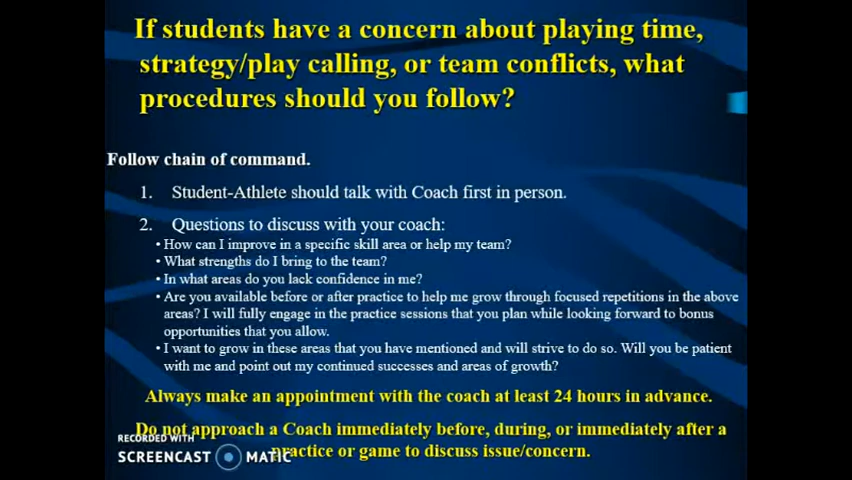 If students have a concern about playing time,
strategy/play calling, or team conflicts, what
procedures should you follow?
Follow chain of command.
1. Student-Athlete should talk with Coach first in person.
2. Questions to discuss with your coach:
• How can I improve in a specific skill area or help my team?
• What strengths do I bring to the team?
• In what areas do you lack confidence in me?
• Are you available before or after practice to help me grow through focused repetitions in the above
areas? I will fully engage in the practice sessions that you plan while looking forward to bonus
opportunities that you allow.
• I want to grow in these areas that you have mentioned and will strive to do so. Will you be patient
with me and point out my continued successes and areas of growth?
Always make an appointment with the coach at least 24 hours in advance.
Do not approach a Coach immediately before, during, or immediately after a
practice or game to discuss issue/concern.
RECORDED WITH
SCREENCAST MATIC